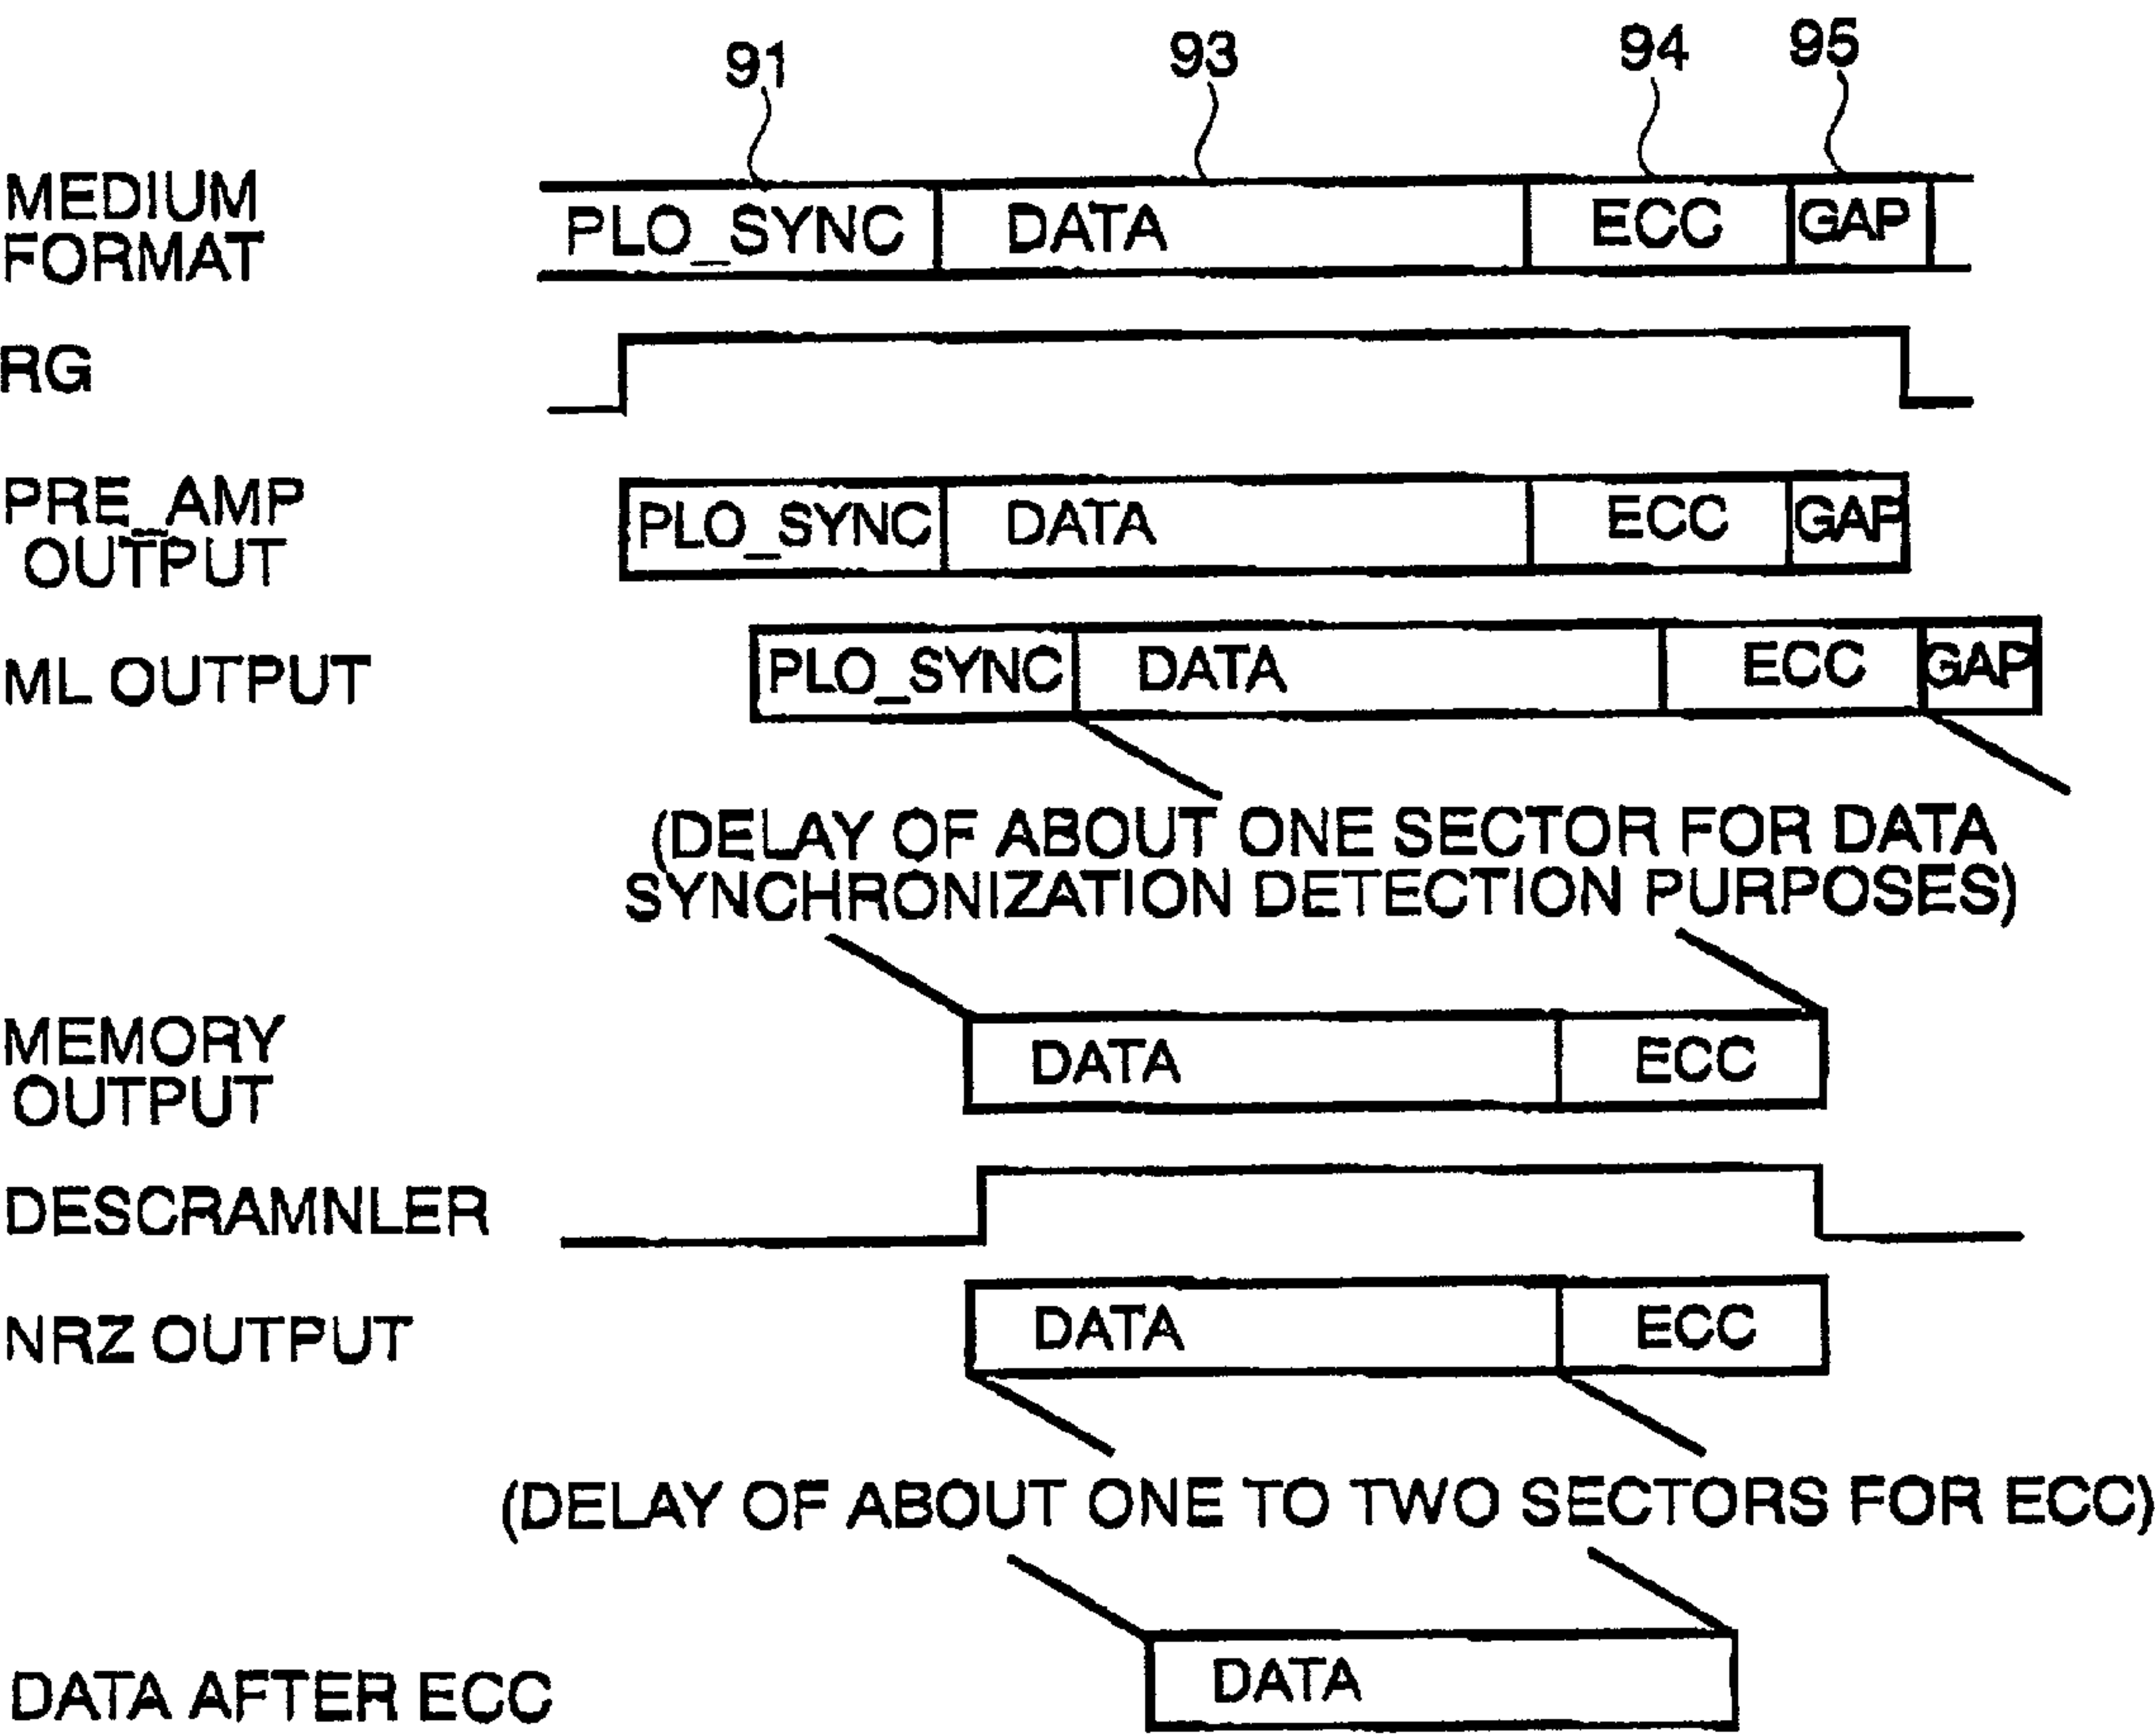 91 93 94 95
MEDIUM
FORMAT
PLO_SYNC DATA ECC GAP
RG
PRE_AMP
OUTPUT
PLO_SYNC DATA ECC GAP
ML OUTPUT PLO_SYNC DATA ECC GAP
(DELAY OF ABOUT ONE SECTOR FOR DATA
SYNCHRONIZATION DETECTION PURPOSES)
MEMORY
OUTPUT
DATA ECC
DESCRAMNLER
NRZ OUTPUT DATA ECC
(DELAY OF ABOUT ONE TO TWO SECTORS FOR ECC)
DATA AFTER ECC DATA